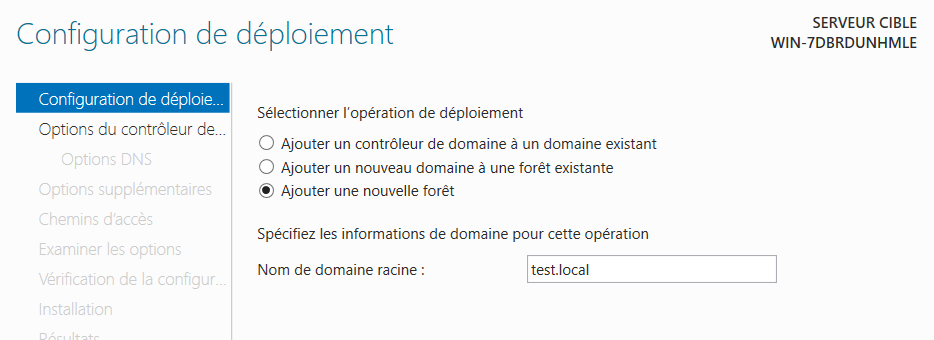 Configuration de déploiement
SERVEUR CIBLE
WIN-7DBRDUNHMLE
Configuration de déploie...
Options du contrôleur de...
Options DNS
Options supplémentaires
Chemins d'accès
Examiner les options
Vérification de la configur...
Installation
Résultats
Sélectionner l'opération de déploiement
Ajouter un contrôleur de domaine à un domaine existant
Ajouter un nouveau domaine à une forêt existante
Ajouter une nouvelle forêt
Spécifiez les informations de domaine pour cette opération
Nom de domaine racine : test.local